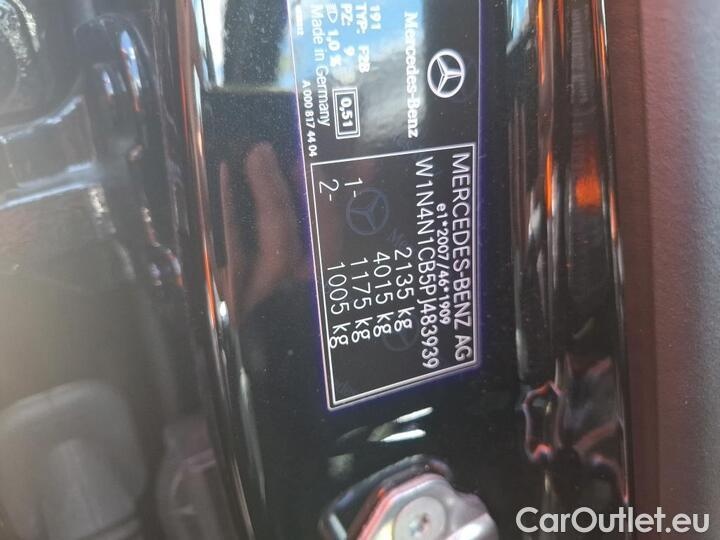 MERCEDES-BENZ AG
e1*2007/46*1909
W1N4N1CB5PJ483939
2135 kg
4015 kg
1- 1175 kg
2- 1005 kg
Mercedes-Benz
191
TYP: F2B
PZ: 9
1,0 % 0,51
Made in Germany
A 000 817 44 04
CarOutlet.eu